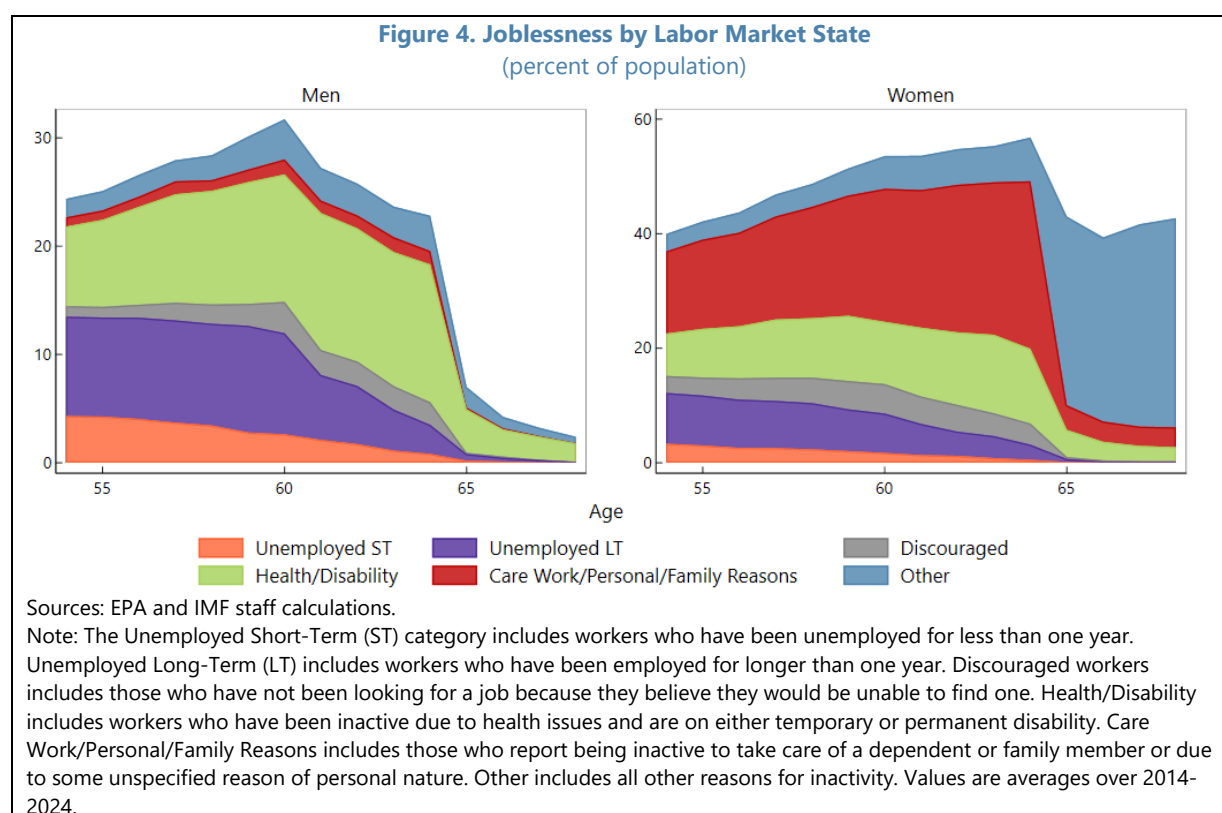 Figure 4. Joblessness by Labor Market State
(percent of population)
Men
Women
30
20
10
0
55
60
65
60
40
20
0
55
60
65
Age
Unemployed ST
Unemployed LT
Discouraged
Health/Disability
Care Work/Personal/Family Reasons
Other
Sources: EPA and IMF staff calculations.
Note: The Unemployed Short-Term (ST) category includes workers who have been unemployed for less than one year.
Unemployed Long-Term (LT) includes workers who have been employed for longer than one year. Discouraged workers
includes those who have not been looking for a job because they believe they would be unable to find one. Health/Disability
includes workers who have been inactive due to health issues and are on either temporary or permanent disability. Care
Work/Personal/Family Reasons includes those who report being inactive to take care of a dependent or family member or due
to some unspecified reason of personal nature. Other includes all other reasons for inactivity. Values are averages over 2014-
2024.